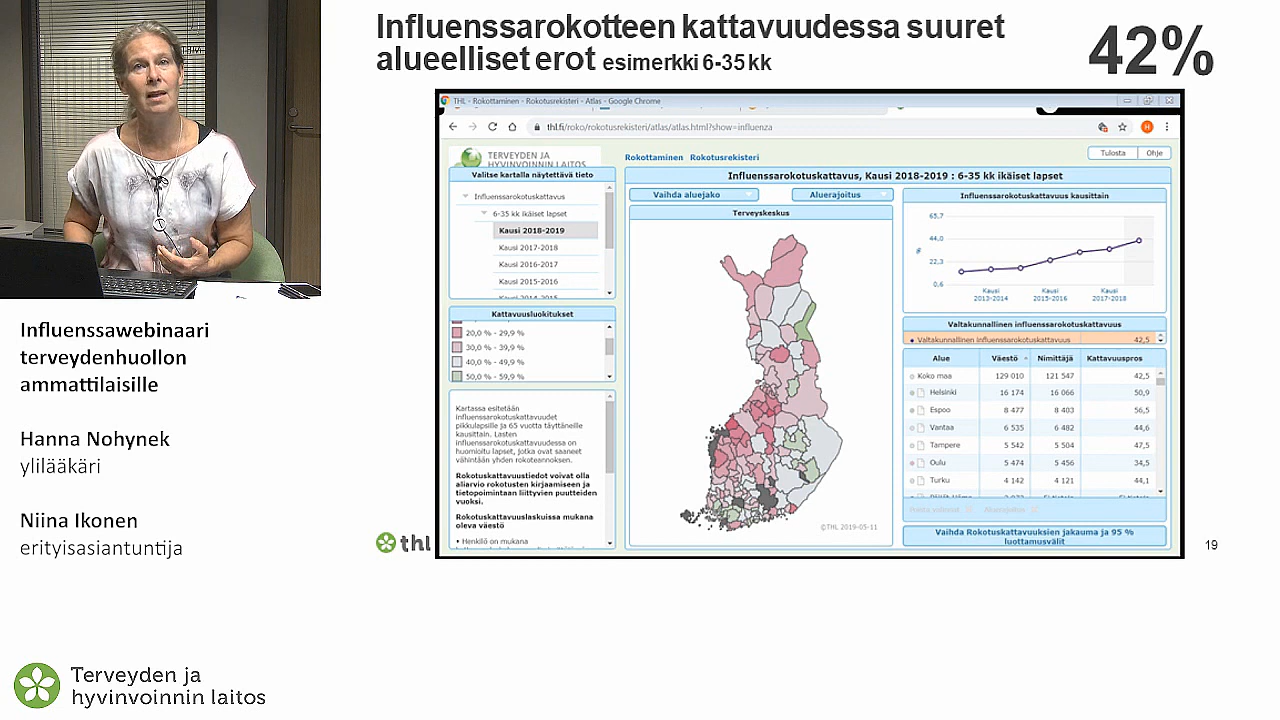 Influenssarokotteen kattavuudessa suuret
alueelliset erot esimerkki 6-35 kk
42%
THL - Rokottaminen - Rokotusrekisteri - Atlas - Google Chrome
thl.fi/roko/rokotusrekisteri/atlas/atlas.html?show=influenza
H
TERVEYDEN JA
HYVINVOINNIN LAITOS
Rokottaminen Rokotusrekisteri
Tulosta Ohje
Valitse kartalla näytettävä tieto
Influenssarokotuskattavus
6-35 kk ikäiset lapset
Kausi 2018-2019
Kausi 2017-2018
Kausi 2016-2017
Kausi 2015-2016
Kausi 2014-2015
Kattavuusluokitukset
20,0 % - 29,9 %
30,0 % - 39,9 %
40,0 % - 49,9 %
50,0 % - 59,9 %
Kartassa esitetään
influenssarokotuskattavuudet
pikkulapsille ja 65 vuotta täyttäneille
kausittain. Lasten
influenssarokotuskattavuudessa on
huomioitu lapset, jotka ovat saaneet
vähintään yhden rokoteannoksen.
Rokotuskattavuustiedot voivat olla
aliarvio rokotusten kirjaamiseen ja
tietopoimintaan liittyvien puutteiden
vuoksi.
Rokotuskattavuuslaskuissa mukana
oleva väestö
• Henkilö on mukana
Influenssarokotuskattavus, Kausi 2018-2019 : 6-35 kk ikäiset lapset
Vaihda aluejako Aluerajoitus
Terveyskeskus
©THL 2019-05-11
Influenssarokotuskattavuus kausittain
65,7
44,0
%
22,3
0,6
Kausi 2013-2014 Kausi 2015-2016 Kausi 2017-2018
Valtakunnallinen influenssarokotuskattavuus
Valtakunnallinen influenssarokotuskattavuus 42,5
Alue Väestö Nimittäjä Kattavuuspros
Koko maa 129 010 121 547 42,5
Helsinki 16 174 16 066 50,9
Espoo 8 477 8 403 56,5
Vantaa 6 535 6 482 44,6
Tampere 5 542 5 504 47,5
Oulu 5 474 5 456 34,5
Turku 4 142 4 121 44,1
Poista valinnat Aluerajoitus
Vaihda Rokotuskattavuuksien jakauma ja 95 %
luottamusvälit
thl
19
Influenssawebinaari
terveydenhuollon
ammattilaisille
Hanna Nohynek
ylilääkäri
Niina Ikonen
erityisasiantuntija
Terveyden ja
hyvinvoinnin laitos